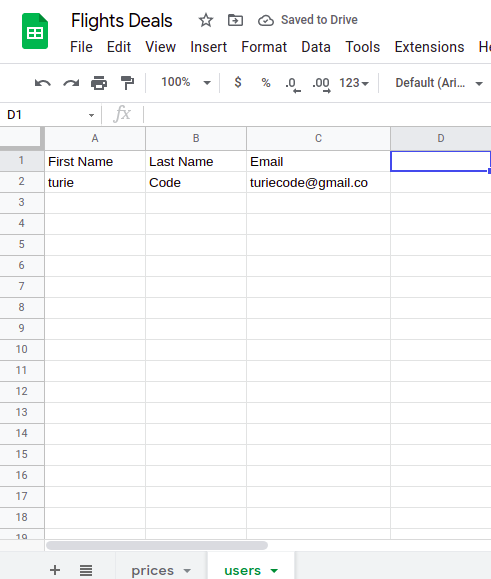 Flights Deals Saved to Drive
File Edit View Insert Format Data Tools Extensions He
100% $ % .0 .00 123 Default (Ari...
D1 fx
A B C D
1 First Name Last Name Email
2 turie Code turiecode@gmail.co
3
4
5
6
7
8
9
10
11
12
13
14
15
16
17
18
19
+ prices users